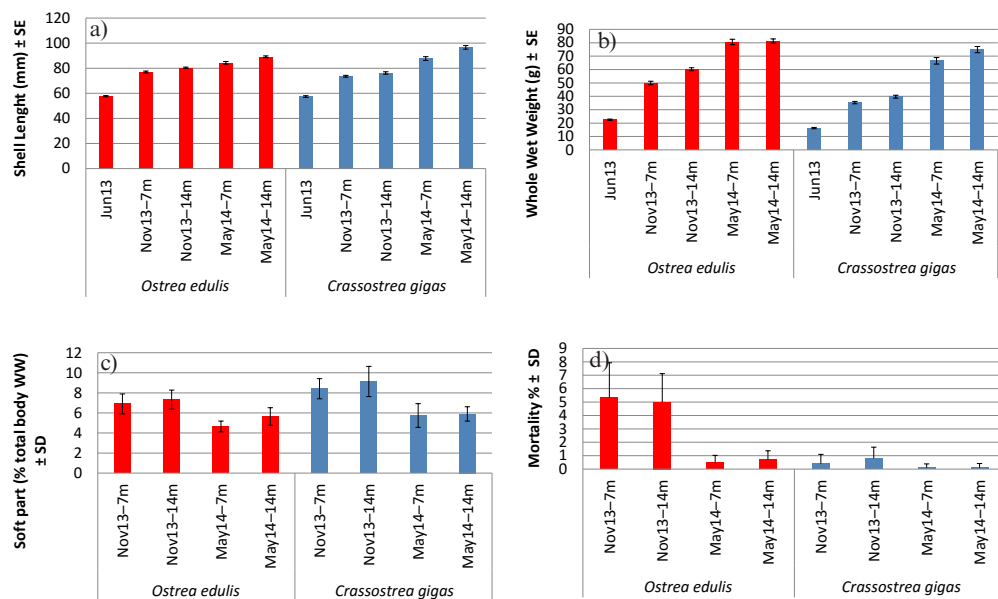 a)
Shell Lenght (mm) ± SE
120
100
80
60
40
20
0
Jun13
Nov13–7m
Nov13–14m
May14–7m
May14–14m
Jun13
Nov13–7m
Nov13–14m
May14–7m
May14–14m
Ostrea edulis
Crassostrea gigas
b)
Whole Wet Weight (g) ± SE
90
80
70
60
50
40
30
20
10
0
Jun13
Nov13–7m
Nov13–14m
May14–7m
May14–14m
Jun13
Nov13–7m
Nov13–14m
May14–7m
May14–14m
Ostrea edulis
Crassostrea gigas
c)
Soft part (% total body WW)
± SD
12
10
8
6
4
2
0
Nov13–7m
Nov13–14m
May14–7m
May14–14m
Nov13–7m
Nov13–14m
May14–7m
May14–14m
Ostrea edulis
Crassostrea gigas
d)
Mortality % ± SD
9
8
7
6
5
4
3
2
1
0
Nov13–7m
Nov13–14m
May14–7m
May14–14m
Nov13–7m
Nov13–14m
May14–7m
May14–14m
Ostrea edulis
Crassostrea gigas